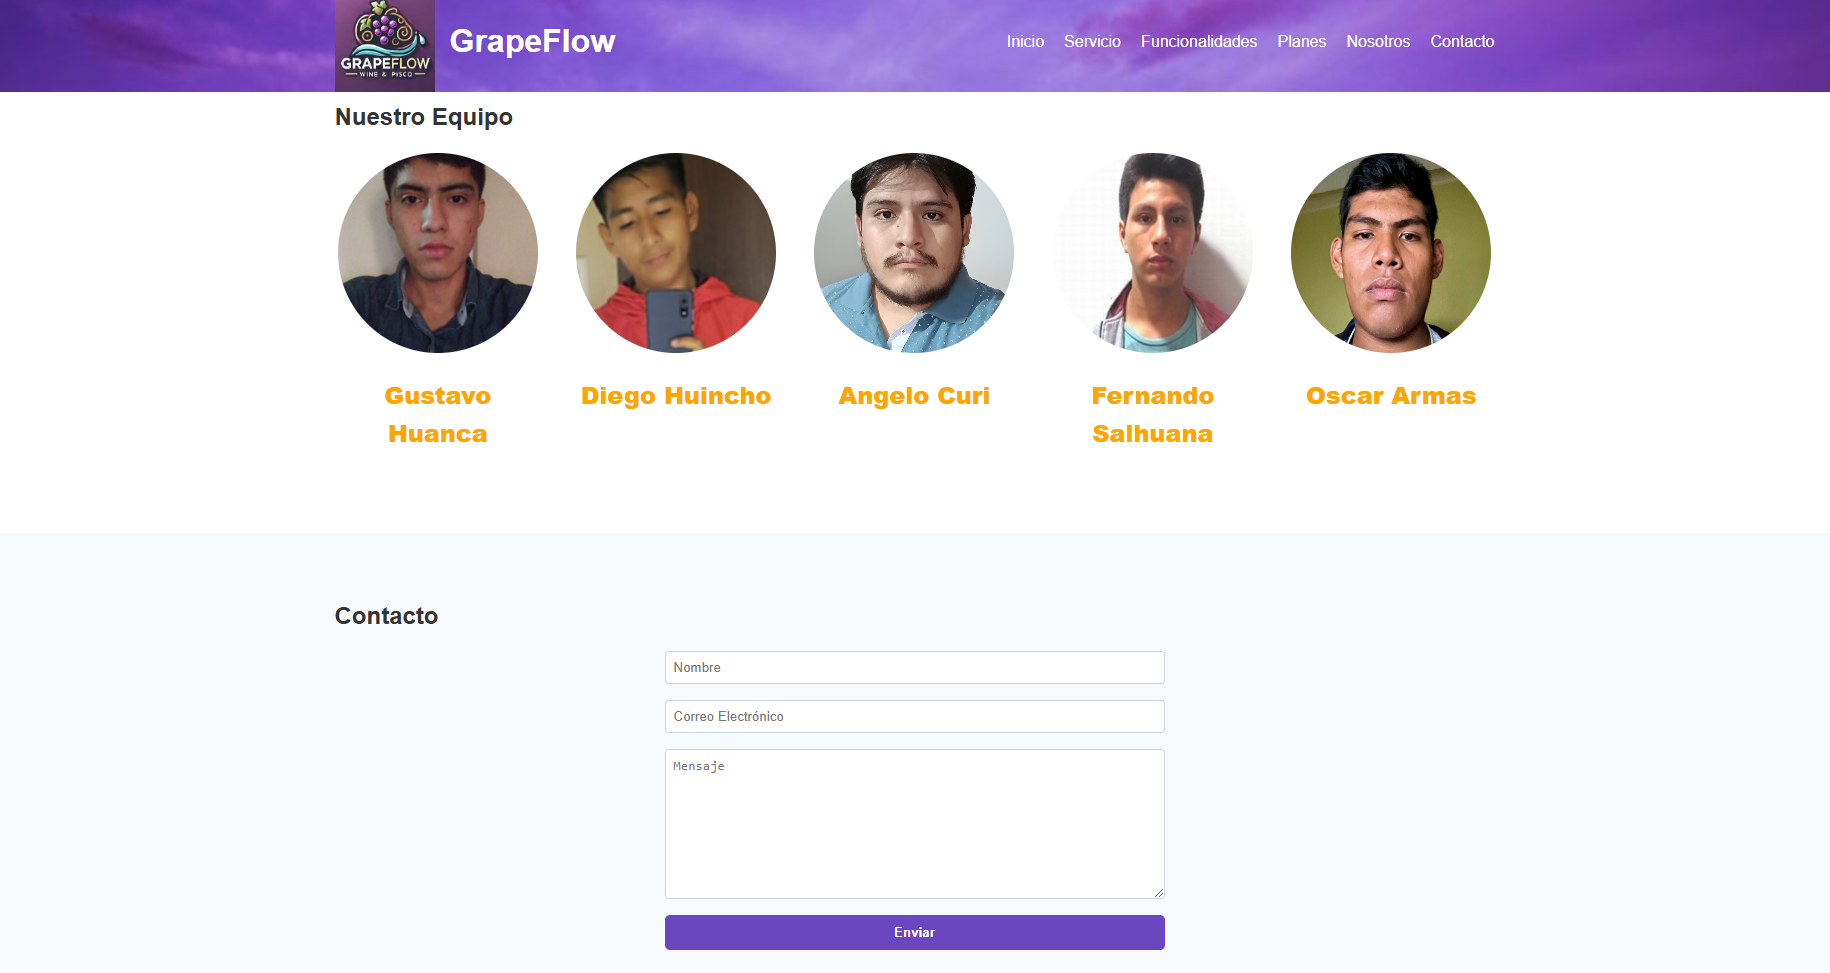 GRAPEFLOW
WINE & PISCO
GrapeFlow
Inicio Servicio Funcionalidades Planes Nosotros Contacto
Nuestro Equipo
Gustavo
Huanca
Diego Huincho
Angelo Curi
Fernando
Salhuana
Oscar Armas
Contacto
Nombre
Correo Electrónico
Mensaje
Enviar